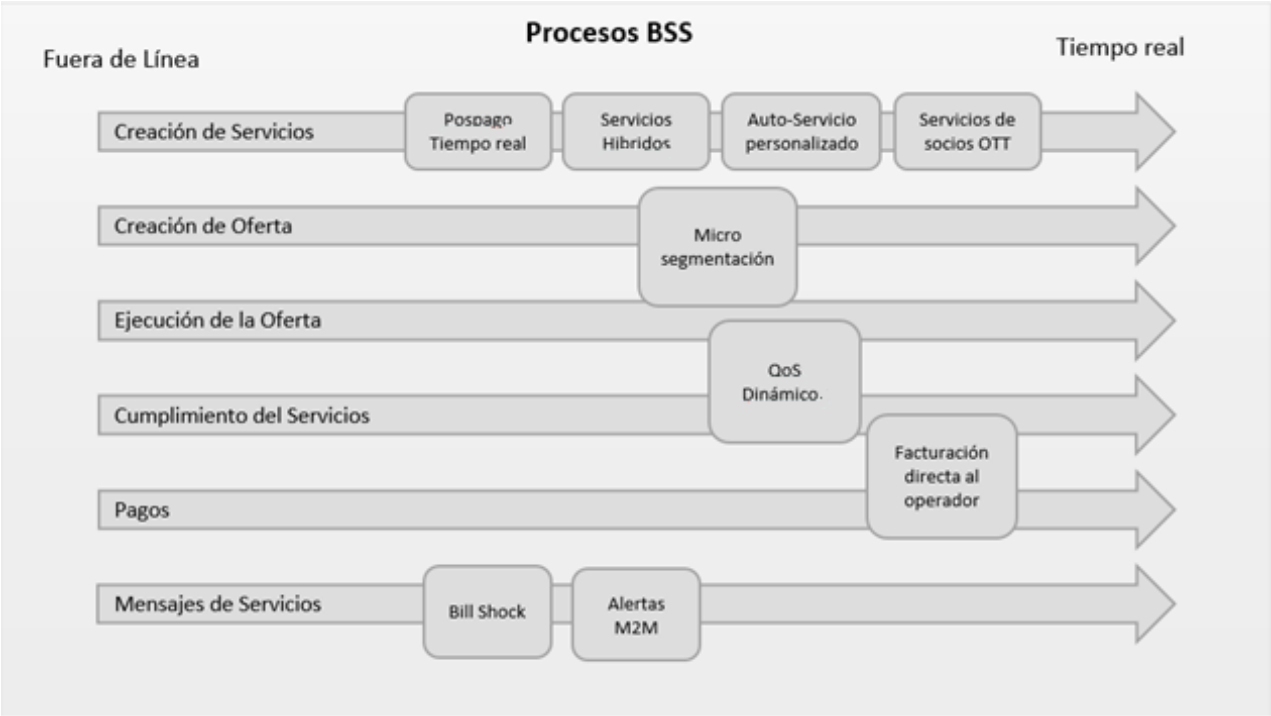 Procesos BSS
Fuera de Línea
Tiempo real
Creación de Servicios
Pospago
Tiempo real
Servicios
Hibridos
Auto-Servicio
personalizado
Servicios de
socios OTT
Creación de Oferta
Micro
segmentación
Ejecución de la Oferta
QoS
Dinámico.
Cumplimiento del Servicios
Facturación
directa al
operador
Pagos
Mensajes de Servicios
Bill Shock
Alertas
M2M